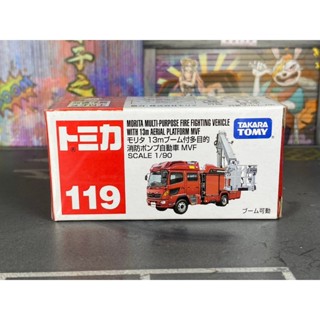 トミカ
119
MORITA MULTI-PURPOSE FIRE FIGHTING VEHICLE
WITH 13m AERIAL PLATFORM MVF
モリタ 13mブーム付多目的
消防ポンプ自動車 MVF
SCALE 1/90
TAKARA
TOMY
ブーム可動